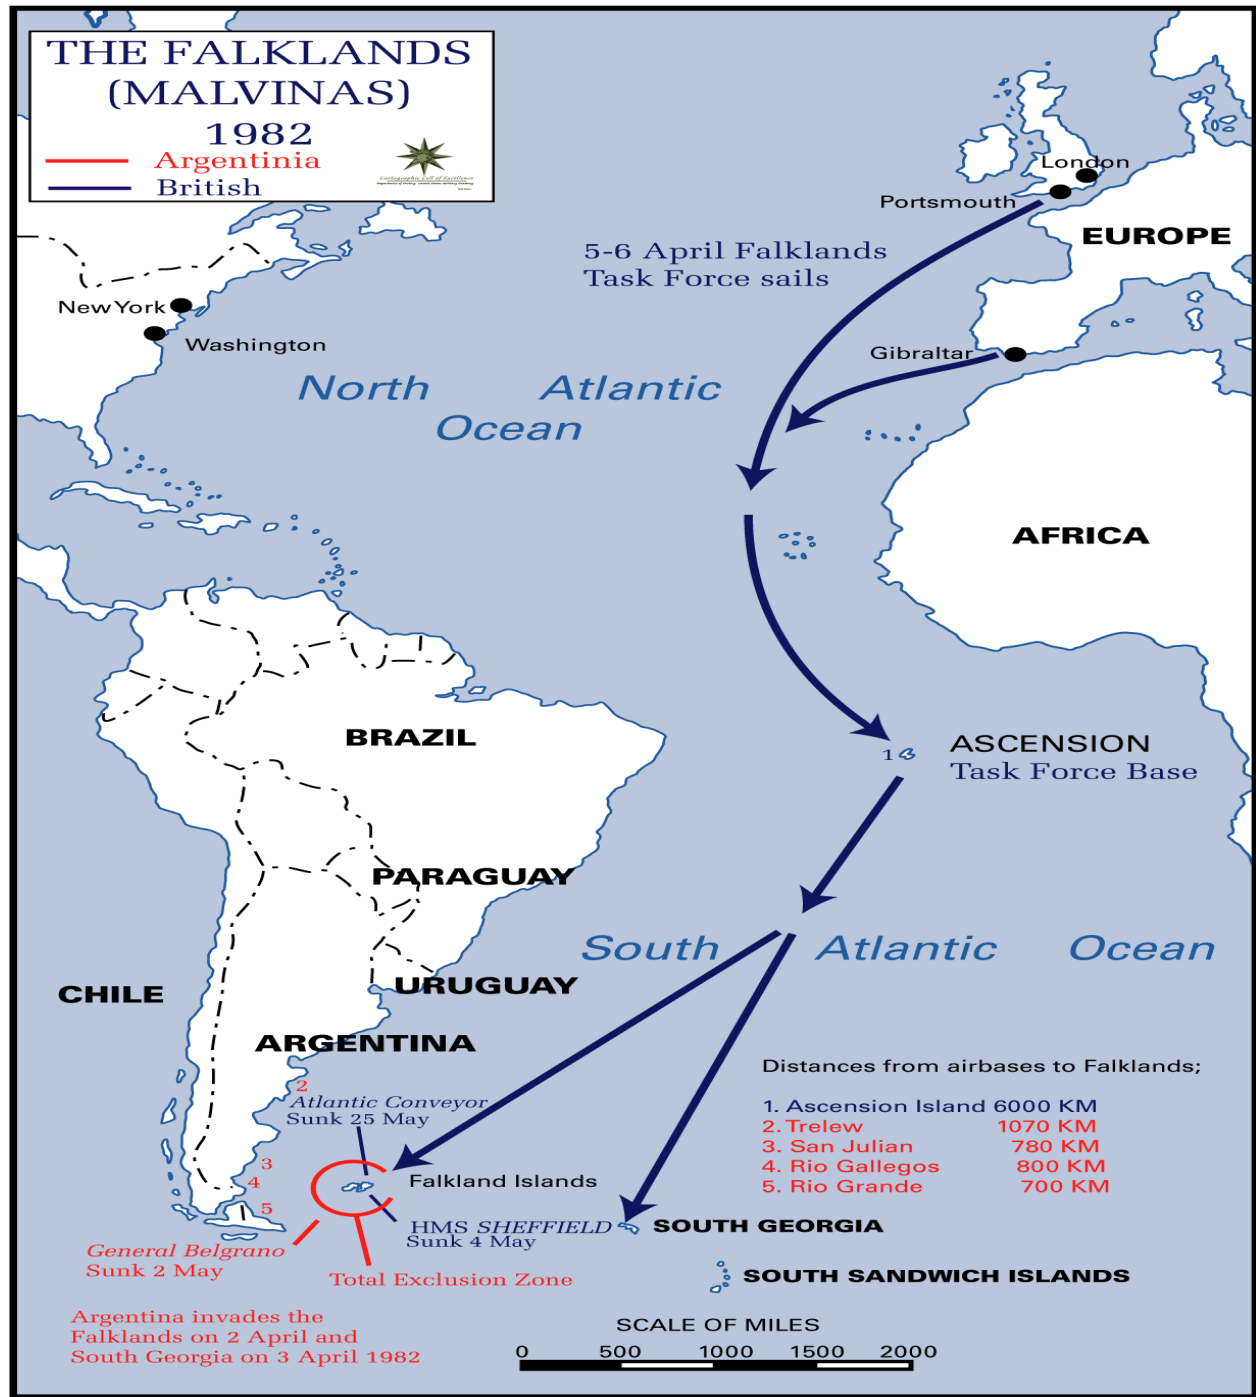 THE FALKLANDS
(MALVINAS)
1982
Argentinia
British
Cartographic Cell of Excellence
London
Portsmouth
EUROPE
5-6 April Falklands
Task Force sails
New York
Washington
Gibraltar
North Atlantic
Ocean
AFRICA
BRAZIL
1
ASCENSION
Task Force Base
PARAGUAY
South Atlantic Ocean
CHILE
URUGUAY
ARGENTINA
Distances from airbases to Falklands;
1. Ascension Island 6000 KM
2. Trelew 1070 KM
3. San Julian 780 KM
4. Rio Gallegos 800 KM
5. Rio Grande 700 KM
2
Atlantic Conveyor
Sunk 25 May
3
4
5
Falkland Islands
HMS SHEFFIELD
Sunk 4 May
SOUTH GEORGIA
General Belgrano
Sunk 2 May
Total Exclusion Zone
SOUTH SANDWICH ISLANDS
Argentina invades the
Falklands on 2 April and
South Georgia on 3 April 1982
SCALE OF MILES
0 500 1000 1500 2000